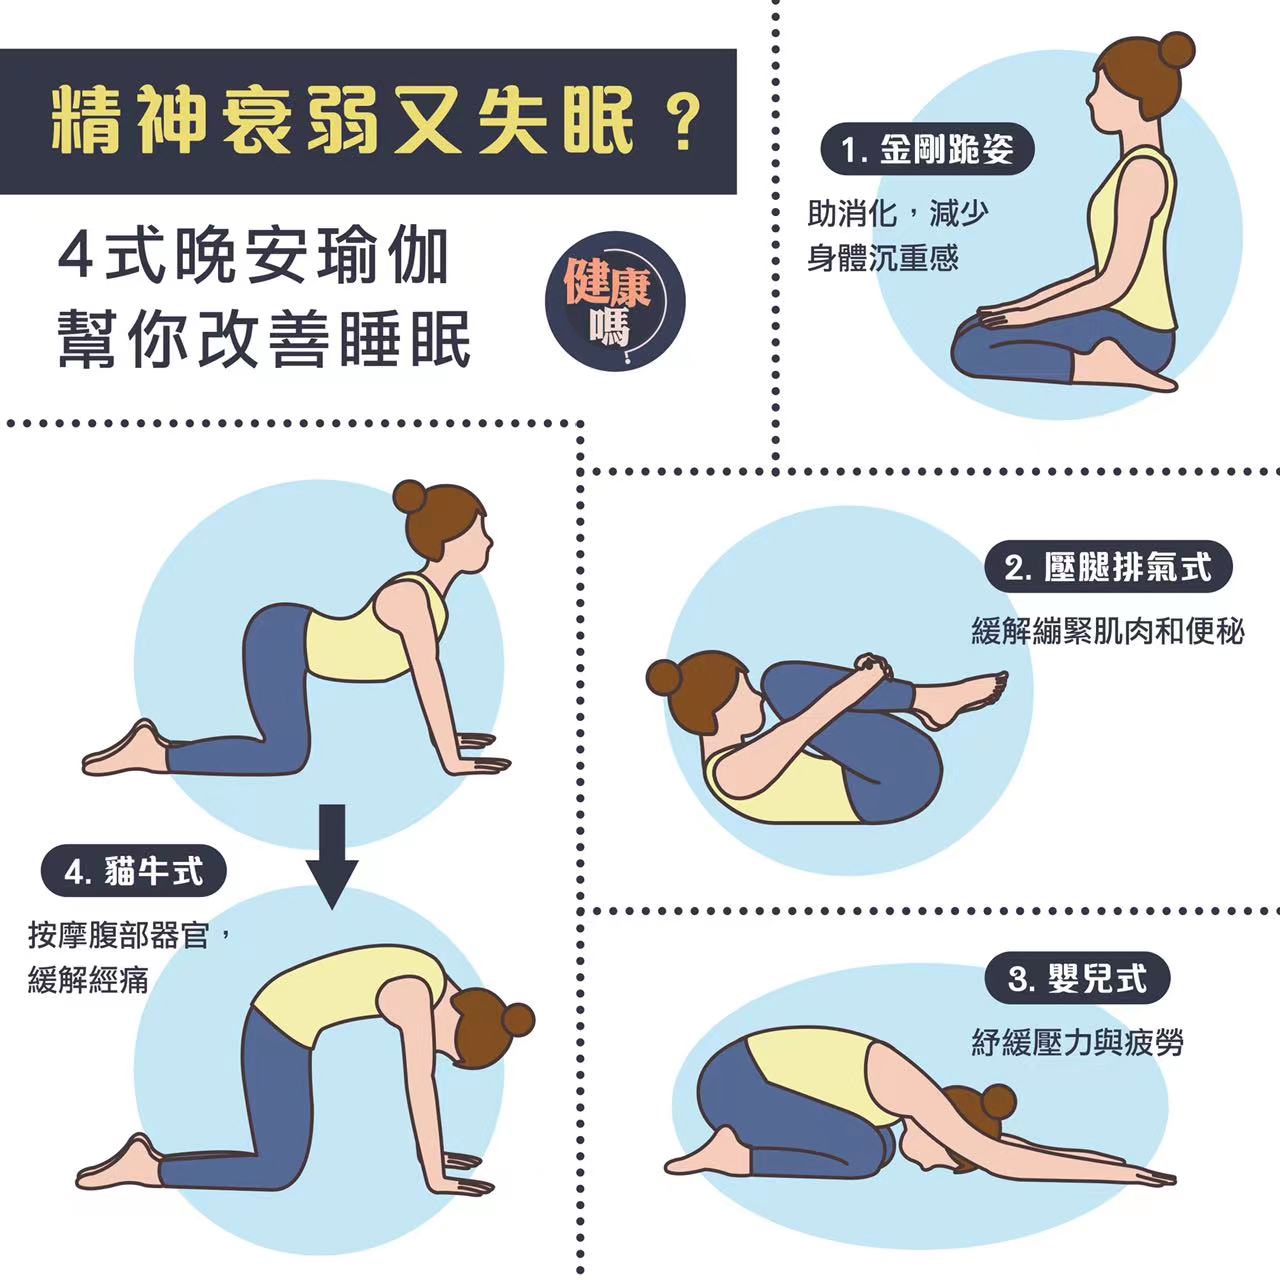 精神衰弱又失眠？
4式晚安瑜伽
幫你改善睡眠
健康
嗎?
1. 金剛跪姿
助消化，減少
身體沉重感
2. 壓腿排氣式
緩解繃緊肌肉和便秘
3. 嬰兒式
紓緩壓力與疲勞
4. 貓牛式
按摩腹部器官，
緩解經痛